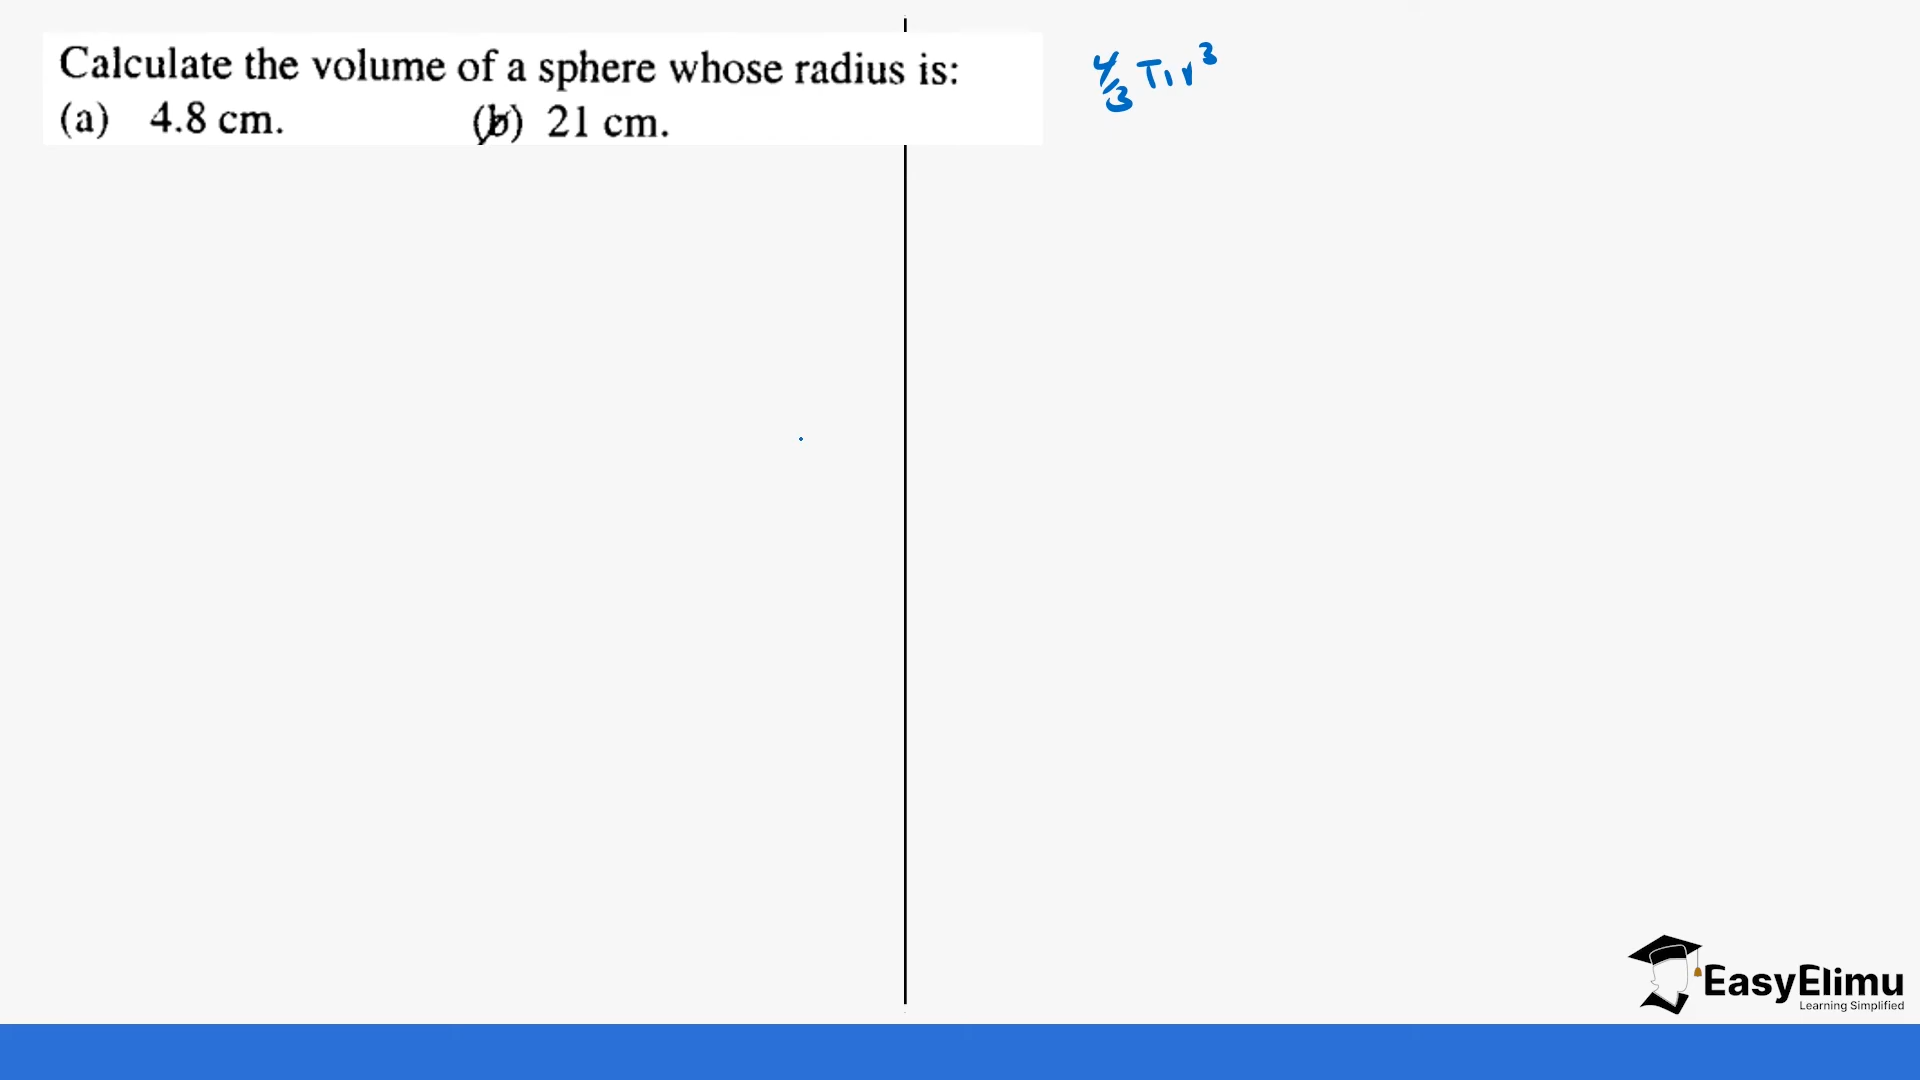 Calculate the volume of a sphere whose radius is:
(a) 4.8 cm. (b) 21 cm.
4/3 πr³
EasyElimu
Learning Simplified